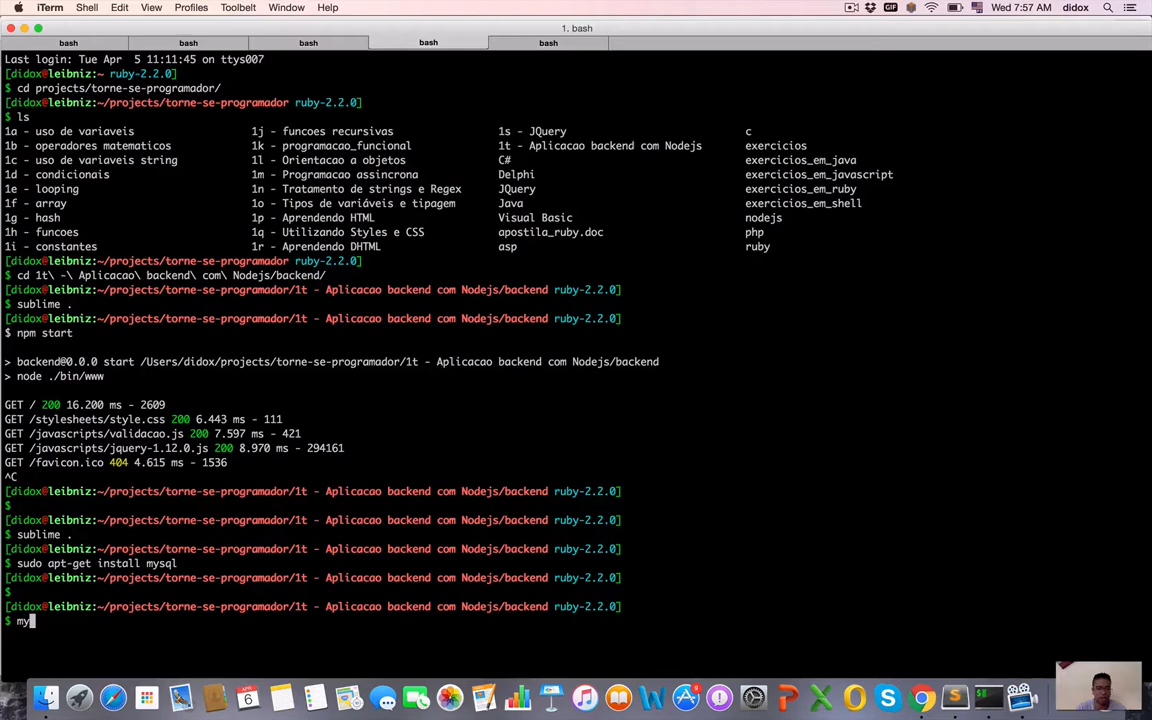 iTerm Shell Edit View Profiles Toolbelt Window Help GIF Wed 7:57 AM didox
1. bash
bash bash bash bash bash
Last login: Tue Apr  5 11:11:45 on ttys007
[didox@leibniz:~ ruby-2.2.0]
$ cd projects/torne-se-programador/
[didox@leibniz:~/projects/torne-se-programador ruby-2.2.0]
$ ls
1a - uso de variaveis 1j - funcoes recursivas 1s - JQuery c
1b - operadores matematicos 1k - programacao_funcional 1t - Aplicacao backend com Nodejs exercicios
1c - uso de variaveis string 1l - Orientacao a objetos C# exercicios_em_java
1d - condicionais 1m - Programacao assincrona Delphi exercicios_em_javascript
1e - looping 1n - Tratamento de strings e Regex JQuery exercicios_em_ruby
1f - array 1o - Tipos de variáveis e tipagem Java exercicios_em_shell
1g - hash 1p - Aprendendo HTML Visual Basic nodejs
1h - funcoes 1q - Utilizando Styles e CSS apostila_ruby.doc php
1i - constantes 1r - Aprendendo DHTML asp ruby
[didox@leibniz:~/projects/torne-se-programador ruby-2.2.0]
$ cd 1t\ -\ Aplicacao\ backend\ com\ Nodejs/backend/
[didox@leibniz:~/projects/torne-se-programador/1t - Aplicacao backend com Nodejs/backend ruby-2.2.0]
$ sublime .
[didox@leibniz:~/projects/torne-se-programador/1t - Aplicacao backend com Nodejs/backend ruby-2.2.0]
$ npm start
> backend@0.0.0 start /Users/didox/projects/torne-se-programador/1t - Aplicacao backend com Nodejs/backend
> node ./bin/www
GET / 200 16.200 ms - 2609
GET /stylesheets/style.css 200 6.443 ms - 111
GET /javascripts/validacao.js 200 7.597 ms - 421
GET /javascripts/jquery-1.12.0.js 200 8.970 ms - 294161
GET /favicon.ico 404 4.615 ms - 1536
^C
[didox@leibniz:~/projects/torne-se-programador/1t - Aplicacao backend com Nodejs/backend ruby-2.2.0]
$
[didox@leibniz:~/projects/torne-se-programador/1t - Aplicacao backend com Nodejs/backend ruby-2.2.0]
$ sublime .
[didox@leibniz:~/projects/torne-se-programador/1t - Aplicacao backend com Nodejs/backend ruby-2.2.0]
$ sudo apt-get install mysql
[didox@leibniz:~/projects/torne-se-programador/1t - Aplicacao backend com Nodejs/backend ruby-2.2.0]
$
[didox@leibniz:~/projects/torne-se-programador/1t - Aplicacao backend com Nodejs/backend ruby-2.2.0]
$ my